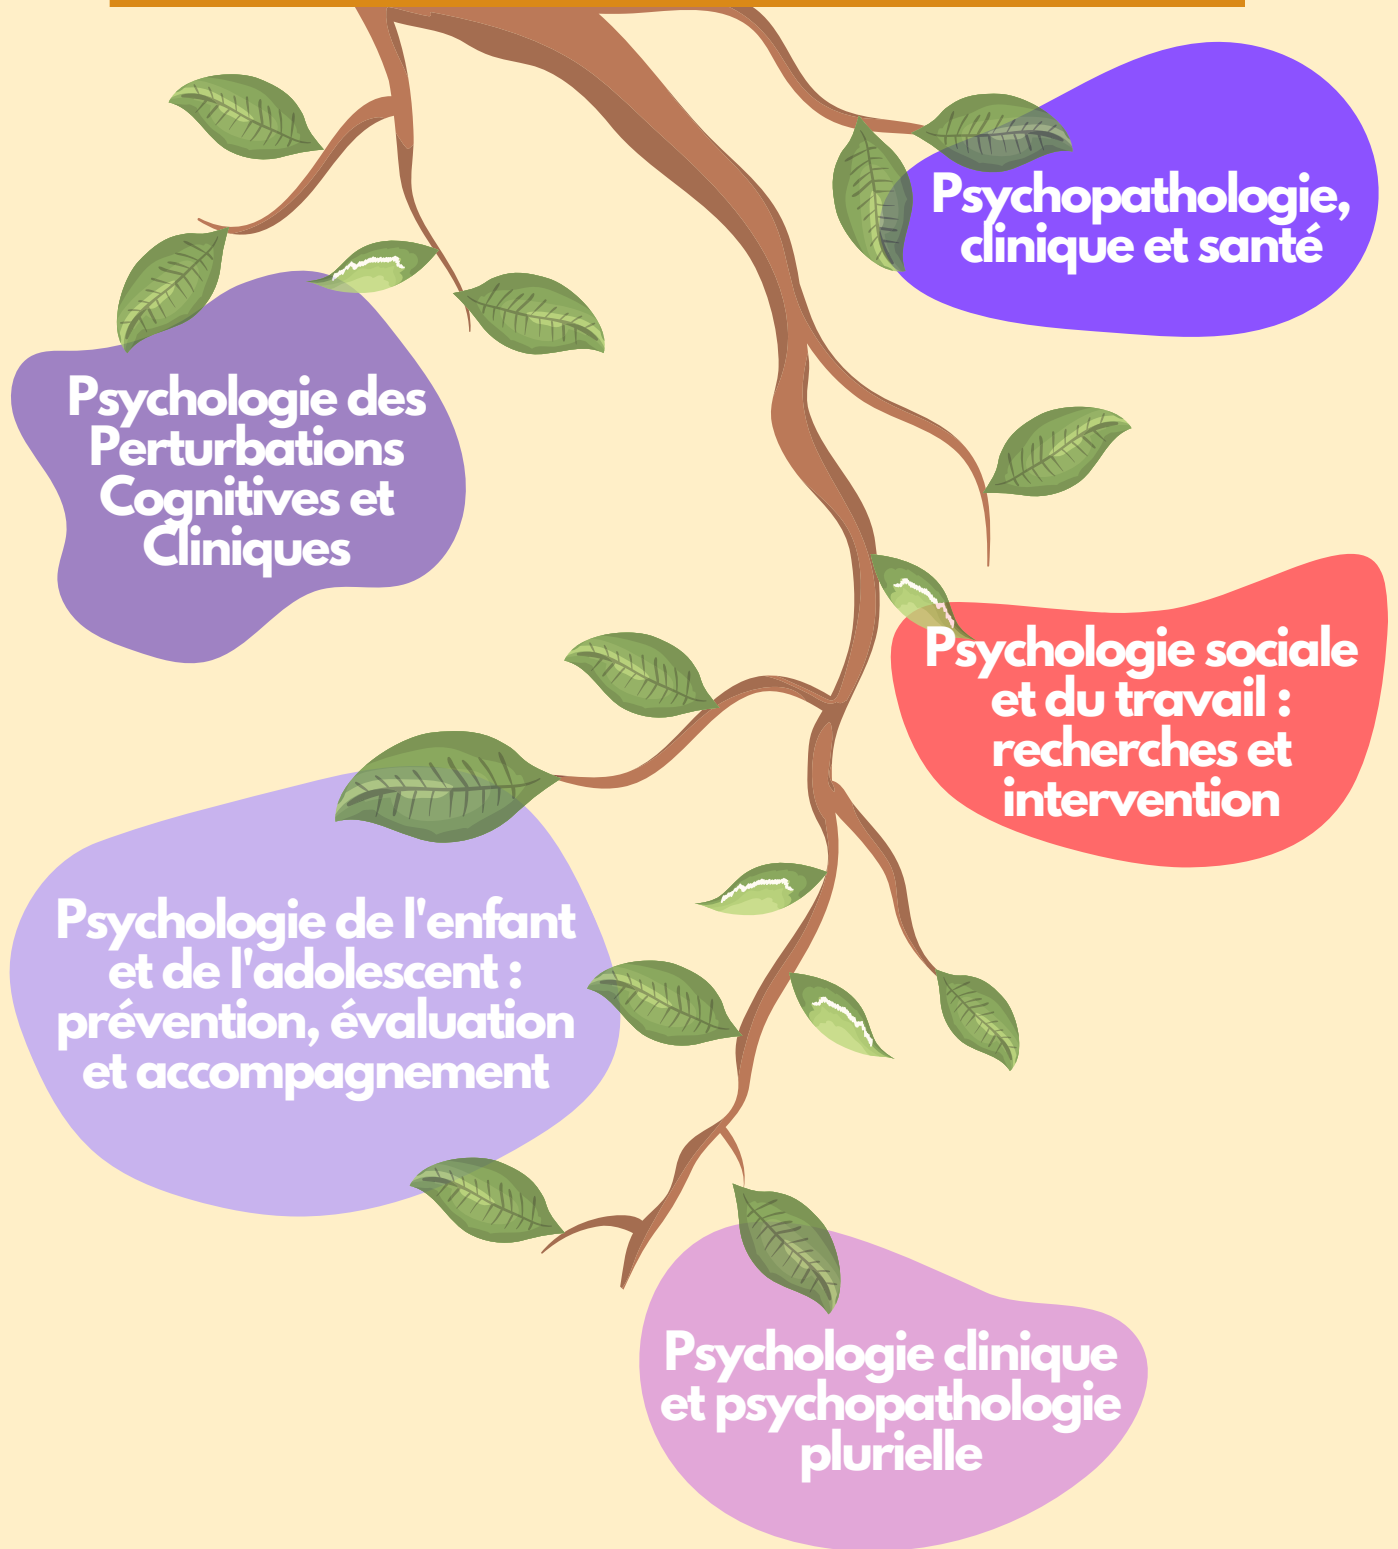 Psychopathologie,
clinique et santé
Psychologie des
Perturbations
Cognitives et
Cliniques
Psychologie sociale
et du travail :
recherches et
intervention
Psychologie de l'enfant
et de l'adolescent :
prévention, évaluation
et accompagnement
Psychologie clinique
et psychopathologie
plurielle